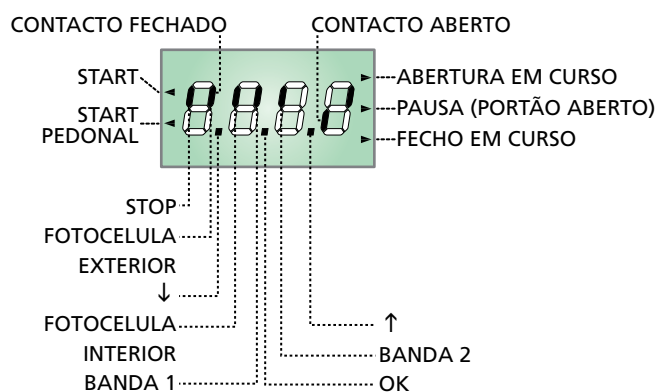 CONTACTO FECHADO
CONTACTO ABERTO
START
START
PEDONAL
ABERTURA EM CURSO
PAUSA (PORTÃO ABERTO)
FECHO EM CURSO
STOP
FOTOCELULA
EXTERIOR
↓
FOTOCELULA
INTERIOR
BANDA 1
↑
BANDA 2
OK